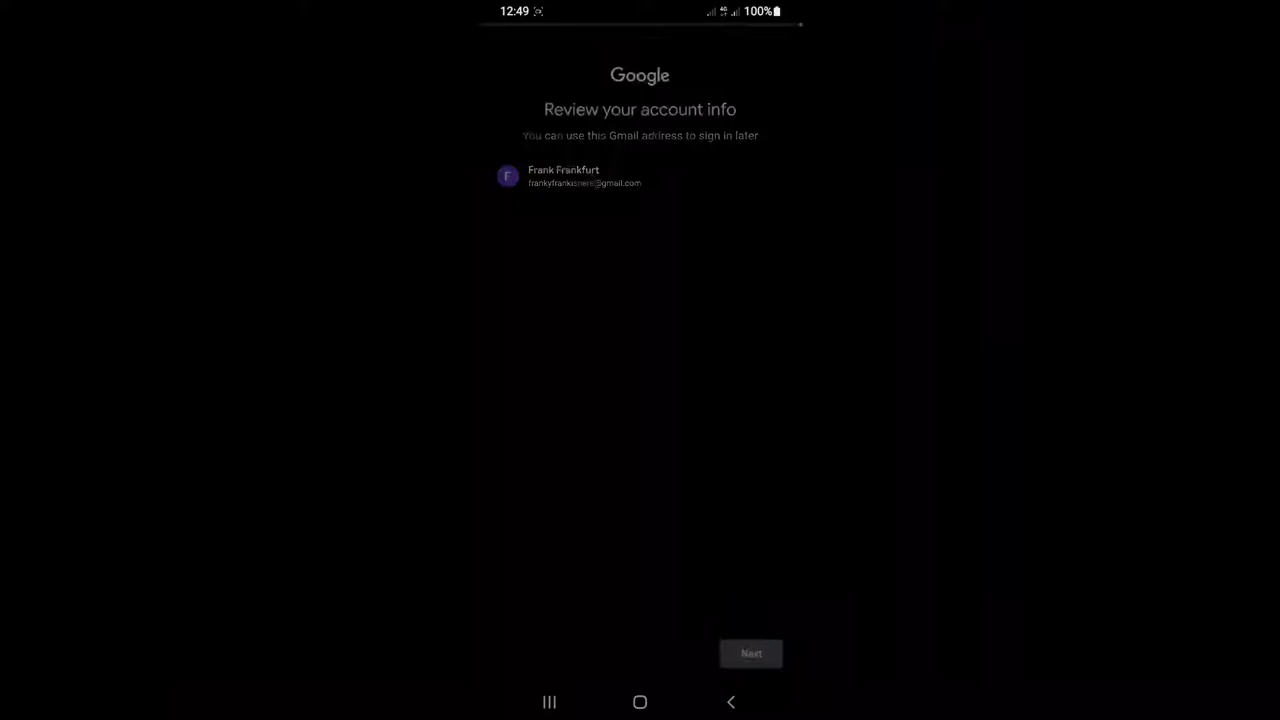 12:49
4G
100%
Google
Review your account info
You can use this Gmail address to sign in later
F
Frank Frankfurt
Next